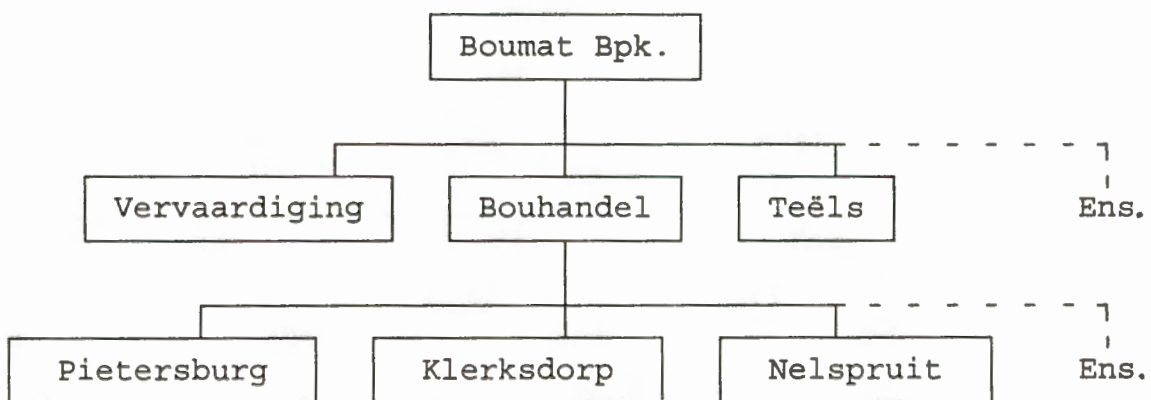 Boumat Bpk.
Vervaardiging Bouhandel Teëls Ens.
Pietersburg Klerksdorp Nelspruit Ens.